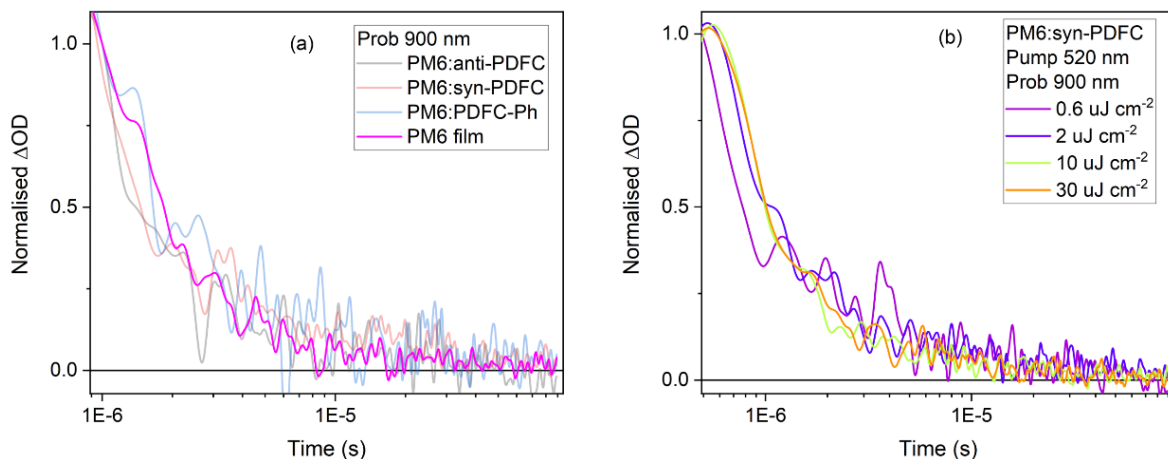 (a)
Prob 900 nm
PM6:anti-PDFC
PM6:syn-PDFC
PM6:PDFC-Ph
PM6 film
Normalised ΔOD
1.0
0.5
0.0
1E-6
1E-5
Time (s)
(b)
PM6:syn-PDFC
Pump 520 nm
Prob 900 nm
0.6 uJ cm⁻²
2 uJ cm⁻²
10 uJ cm⁻²
30 uJ cm⁻²
Normalised ΔOD
1.0
0.5
0.0
1E-6
1E-5
Time (s)